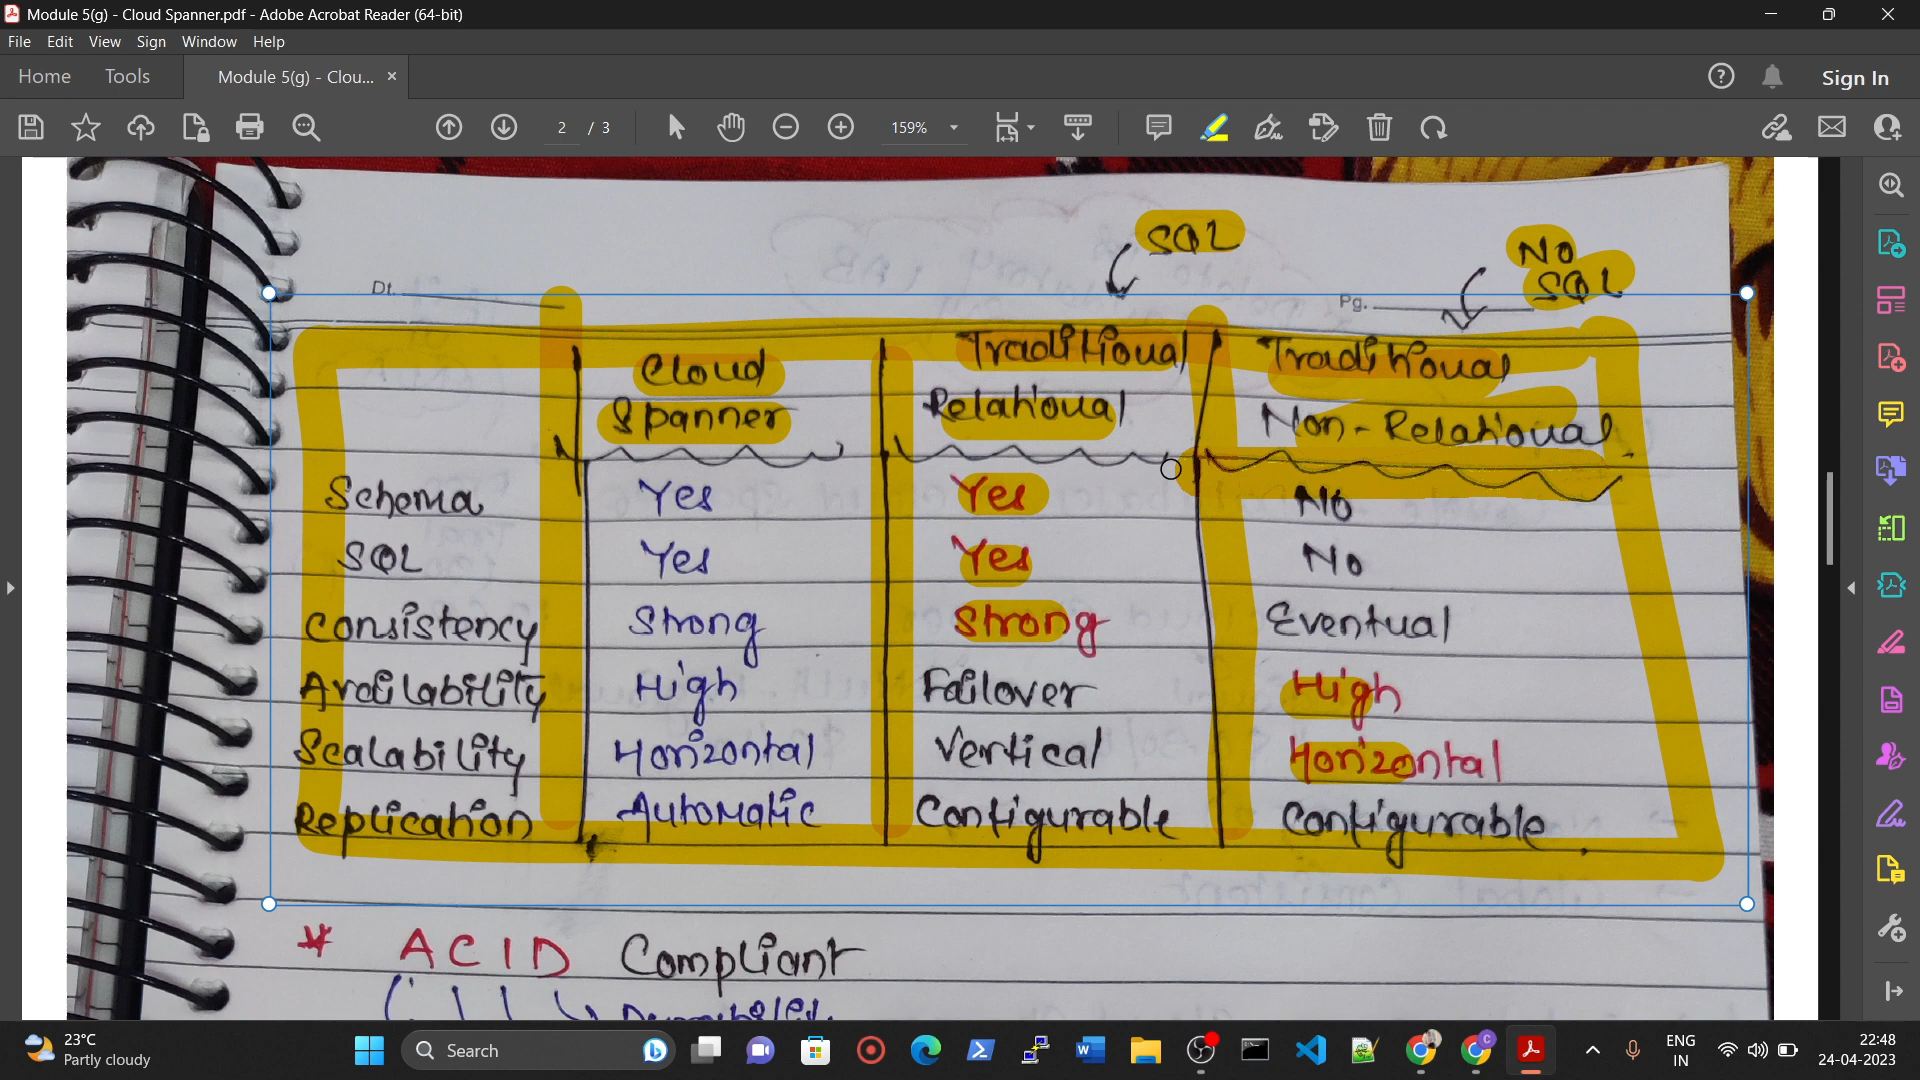 Module 5(g) - Cloud Spanner.pdf - Adobe Acrobat Reader (64-bit)
File Edit View Sign Window Help
Home Tools Module 5(g) - Clou... × Sign In
2 / 3 159%
SQL
No
SQL
Dt.
Pg.
Cloud Spanner Traditional Relational Traditional Non-Relational
Schema Yes Yes No
SQL Yes Yes No
Consistency Strong Strong Eventual
Availability High Failover High
Scalability Horizontal Vertical Horizontal
Replication Automatic Configurable Configurable.
* ACID Compliant
23°C
Partly cloudy
Search
ENG
IN
22:48
24-04-2023